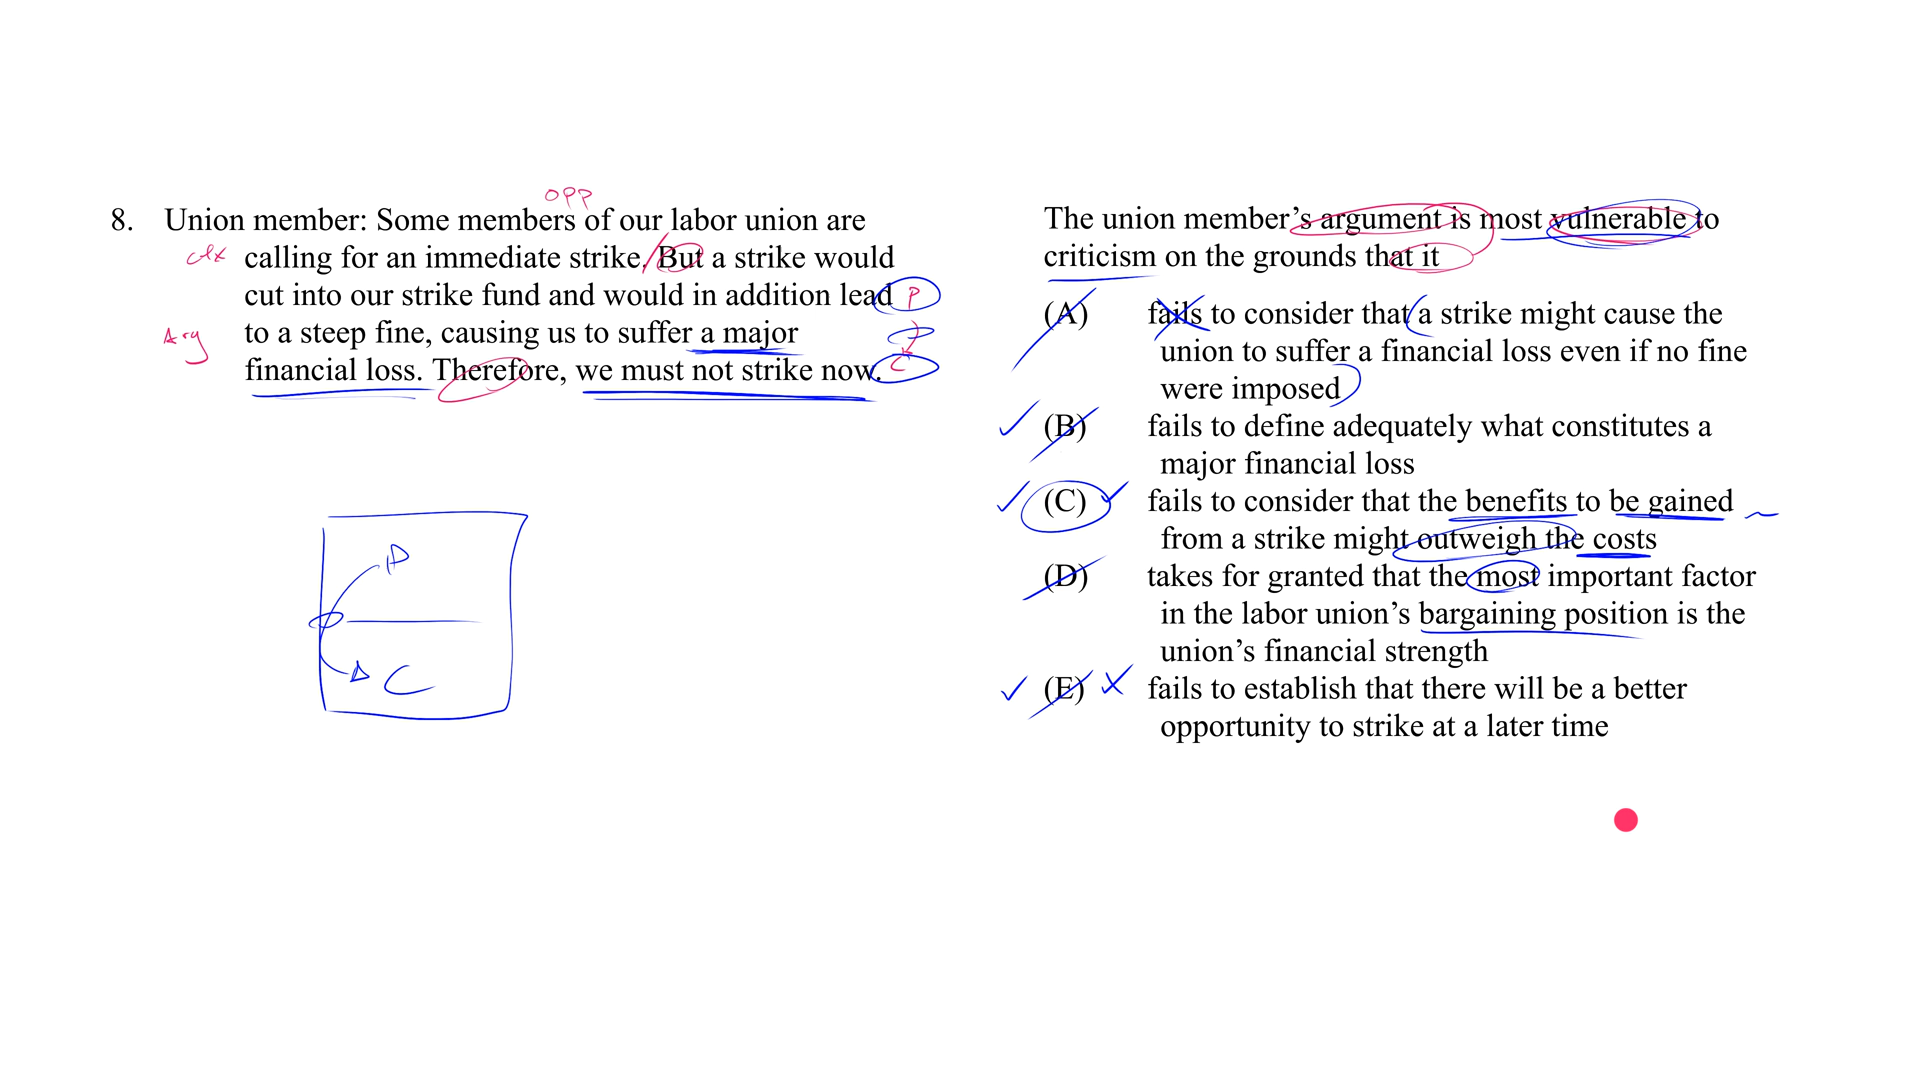 OPP
8. Union member: Some members of our labor union are
calling for an immediate strike. But a strike would
cut into our strike fund and would in addition lead P
Arg to a steep fine, causing us to suffer a major
financial loss. Therefore, we must not strike now. C
P
C
The union member’s argument is most vulnerable to
criticism on the grounds that it
(A) fails to consider that a strike might cause the
union to suffer a financial loss even if no fine
were imposed
(B) fails to define adequately what constitutes a
major financial loss
(C) fails to consider that the benefits to be gained
from a strike might outweigh the costs
(D) takes for granted that the most important factor
in the labor union’s bargaining position is the
union’s financial strength
(E) fails to establish that there will be a better
opportunity to strike at a later time